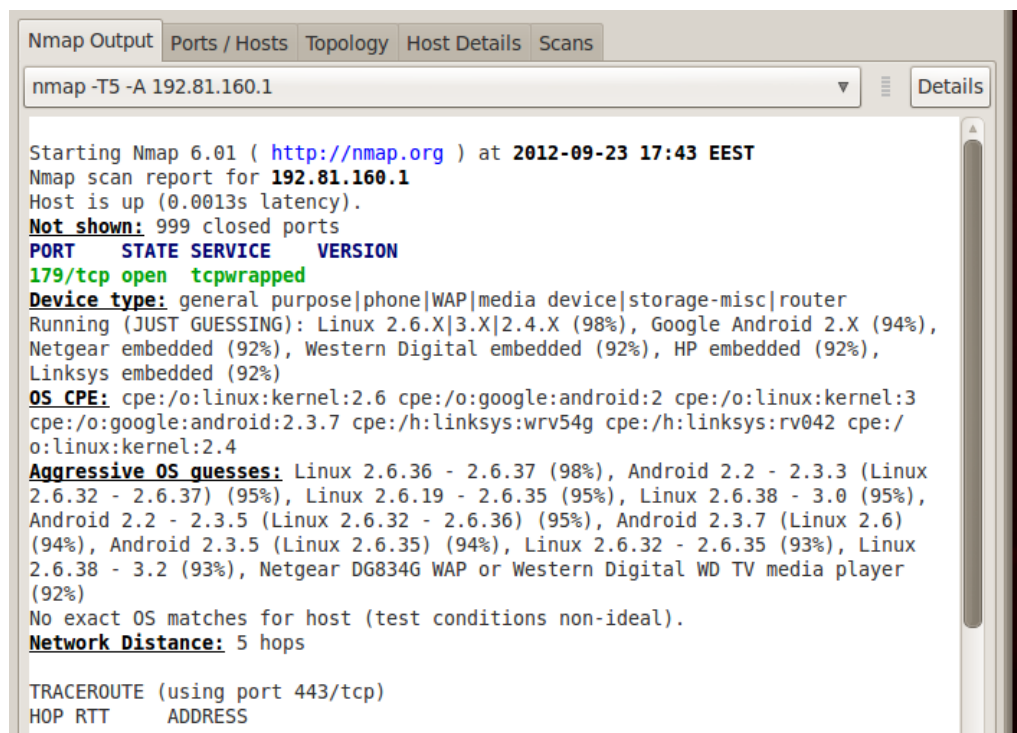 Nmap Output Ports / Hosts Topology Host Details Scans
nmap -T5 -A 192.81.160.1 Details
Starting Nmap 6.01 ( http://nmap.org ) at 2012-09-23 17:43 EEST
Nmap scan report for 192.81.160.1
Host is up (0.0013s latency).
Not shown: 999 closed ports
PORT STATE SERVICE VERSION
179/tcp open tcpwrapped
Device type: general purpose|phone|WAP|media device|storage-misc|router
Running (JUST GUESSING): Linux 2.6.X|3.X|2.4.X (98%), Google Android 2.X (94%),
Netgear embedded (92%), Western Digital embedded (92%), HP embedded (92%),
Linksys embedded (92%)
OS CPE: cpe:/o:linux:kernel:2.6 cpe:/o:google:android:2 cpe:/o:linux:kernel:3
cpe:/o:google:android:2.3.7 cpe:/h:linksys:wrv54g cpe:/h:linksys:rv042 cpe:/
o:linux:kernel:2.4
Aggressive OS guesses: Linux 2.6.36 - 2.6.37 (98%), Android 2.2 - 2.3.3 (Linux
2.6.32 - 2.6.37) (95%), Linux 2.6.19 - 2.6.35 (95%), Linux 2.6.38 - 3.0 (95%),
Android 2.2 - 2.3.5 (Linux 2.6.32 - 2.6.36) (95%), Android 2.3.7 (Linux 2.6)
(94%), Android 2.3.5 (Linux 2.6.35) (94%), Linux 2.6.32 - 2.6.35 (93%), Linux
2.6.38 - 3.2 (93%), Netgear DG834G WAP or Western Digital WD TV media player
(92%)
No exact OS matches for host (test conditions non-ideal).
Network Distance: 5 hops
TRACEROUTE (using port 443/tcp)
HOP RTT ADDRESS